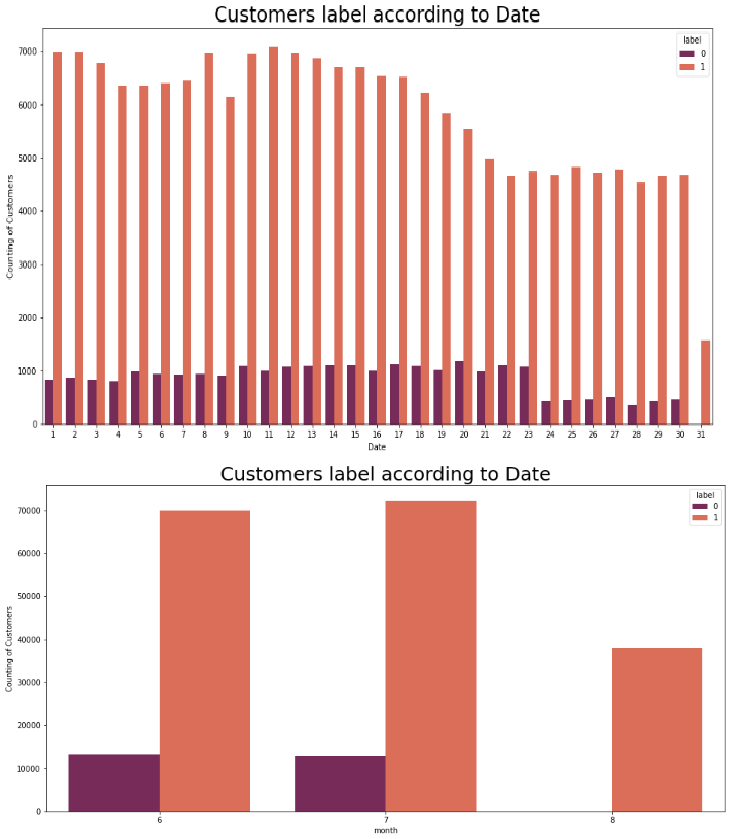 Customers label according to Date
label
0
1
7000
6000
5000
4000
3000
2000
1000
0
Counting of Customers
1 2 3 4 5 6 7 8 9 10 11 12 13 14 15 16 17 18 19 20 21 22 23 24 25 26 27 28 29 30 31
Date
Customers label according to Date
label
0
1
70000
60000
50000
40000
30000
20000
10000
0
Counting of Customers
6 7 8
month